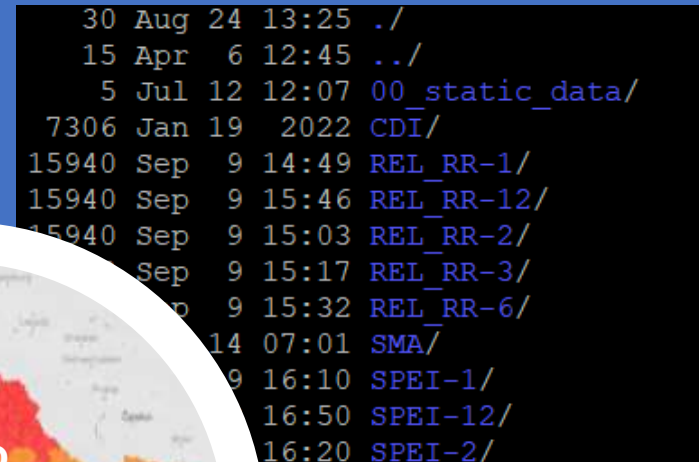 30 Aug 24 13:25 ./
15 Apr 6 12:45 ../
5 Jul 12 12:07 00_static_data/
7306 Jan 19 2022 CDI/
15940 Sep 9 14:49 REL_RR-1/
15940 Sep 9 15:46 REL_RR-12/
15940 Sep 9 15:03 REL_RR-2/
Sep 9 15:17 REL_RR-3/
9 15:32 REL_RR-6/
14 07:01 SMA/
9 16:10 SPEI-1/
16:50 SPEI-12/
16:20 SPEI-2/